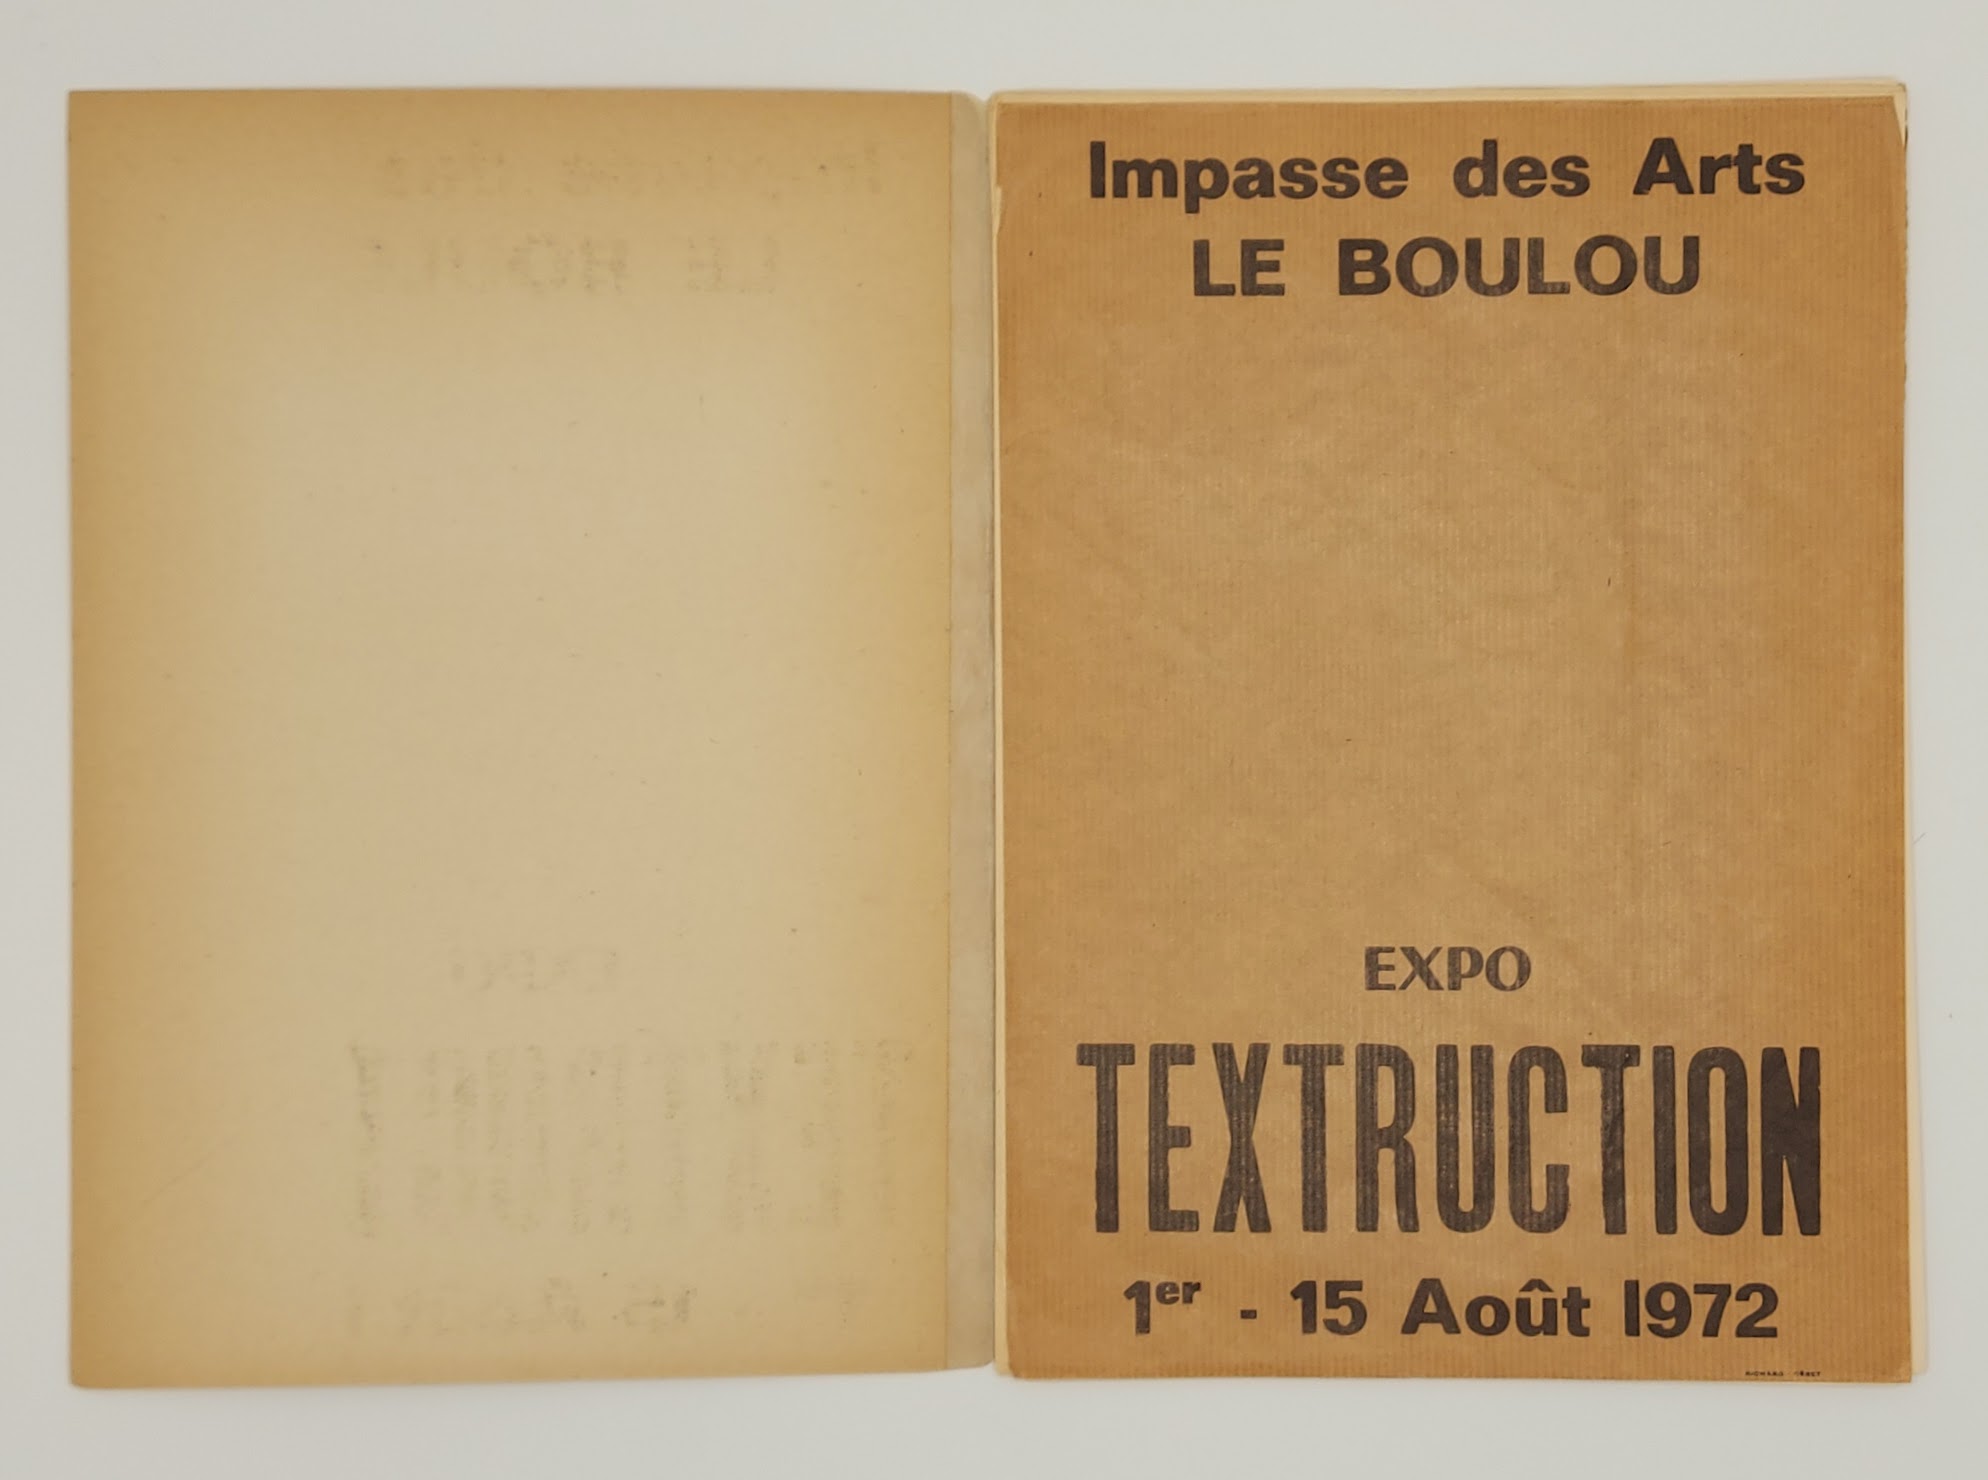 Impasse des Arts
LE BOULOU
EXPO
TEXTRUCTION
1er - 15 Août 1972